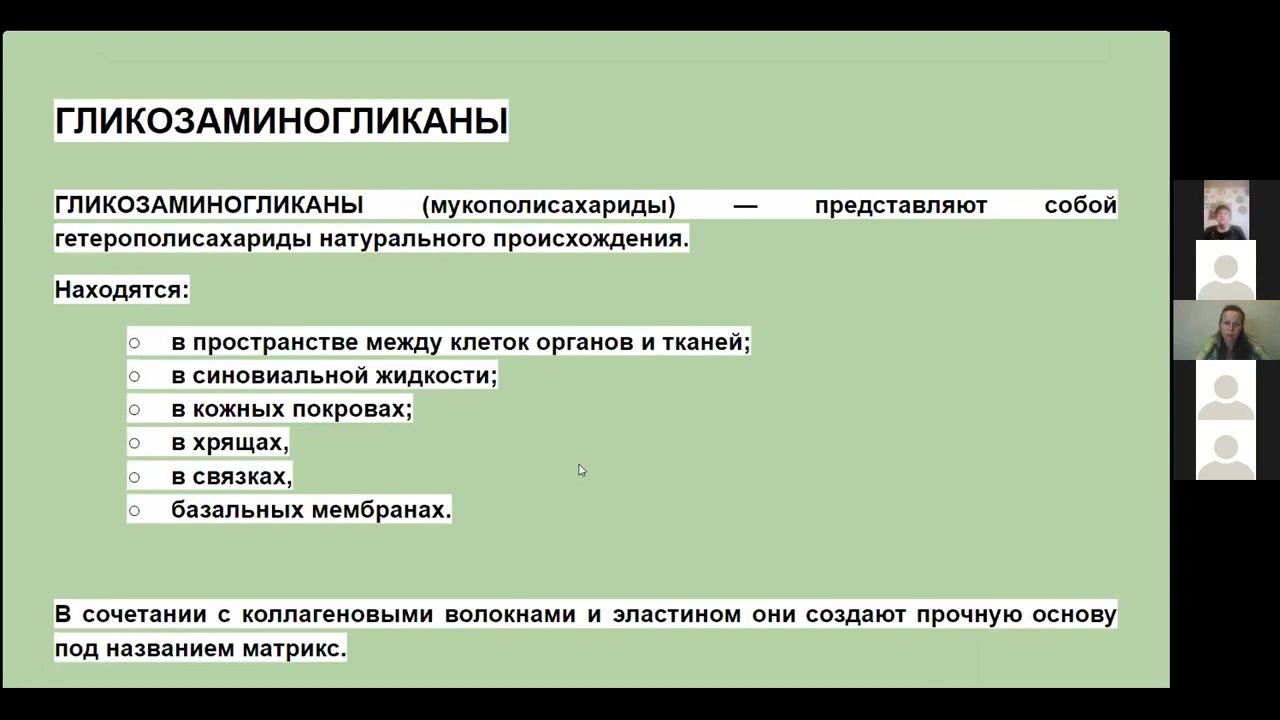 ГЛИКОЗАМИНОГЛИКАНЫ
ГЛИКОЗАМИНОГЛИКАНЫ (мукополисахариды) — представляют собой
гетерополисахариды натурального происхождения.
Находятся:
○ в пространстве между клеток органов и тканей;
○ в синовиальной жидкости;
○ в кожных покровах;
○ в хрящах,
○ в связках,
○ базальных мембранах.
В сочетании с коллагеновыми волокнами и эластином они создают прочную основу
под названием матрикс.